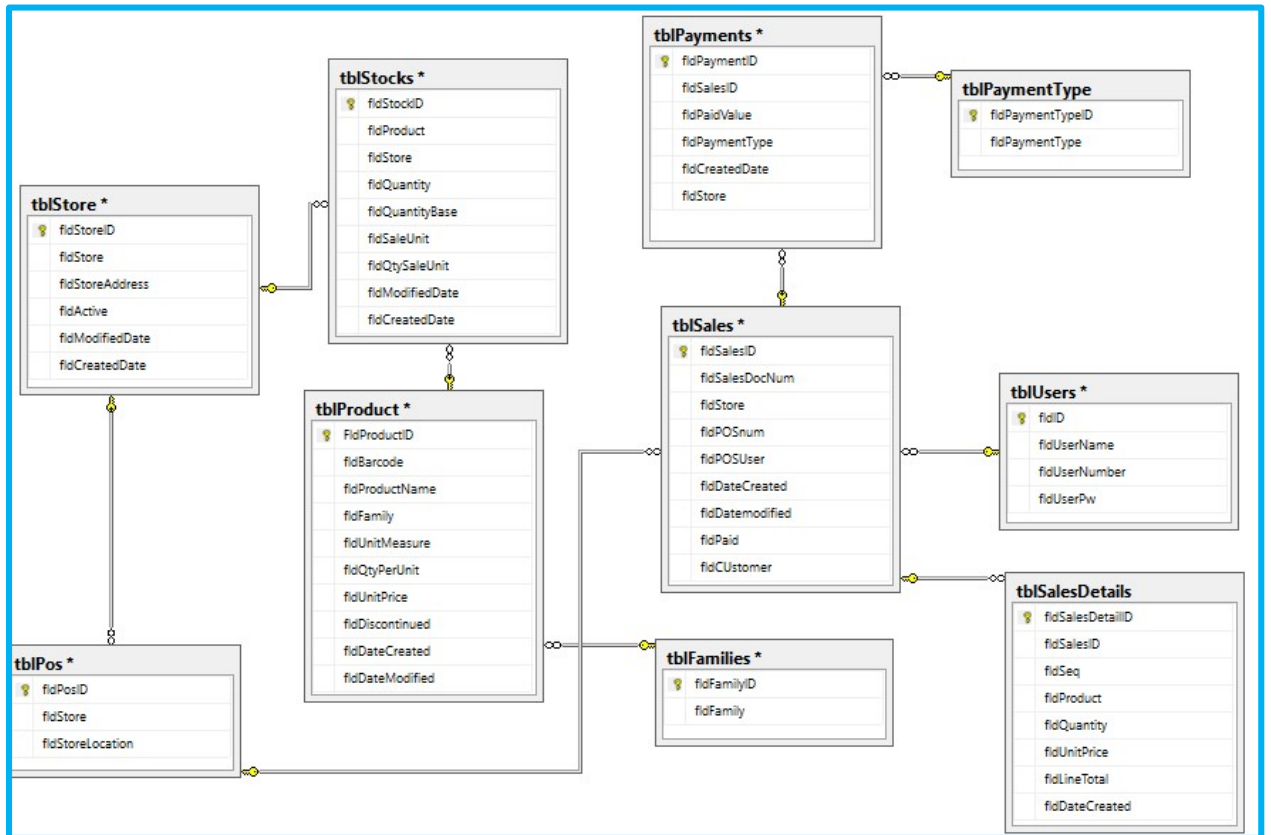 tblPayments *
fldPaymentID
fldSalesID
fldPaidValue
fldPaymentType
fldCreatedDate
fldStore
tblPaymentType
fldPaymentTypeID
fldPaymentType
tblStocks *
fldStockID
fldProduct
fldStore
fldQuantity
fldQuantityBase
fldSaleUnit
fldQtySaleUnit
fldModifiedDate
fldCreatedDate
tblStore *
fldStoreID
fldStore
fldStoreAddress
fldActive
fldModifiedDate
fldCreatedDate
tblSales *
fldSalesID
fldSalesDocNum
fldStore
fldPOSnum
fldPOSUser
fldDateCreated
fldDatemodified
fldPaid
fldCUstomer
tblUsers *
fldID
fldUserName
fldUserNumber
fldUserPw
tblProduct *
FldProductID
fldBarcode
fldProductName
fldFamily
fldUnitMeasure
fldQtyPerUnit
fldUnitPrice
fldDiscontinued
fldDateCreated
fldDateModified
tblSalesDetails
fldSalesDetailID
fldSalesID
fldSeq
fldProduct
fldQuantity
fldUnitPrice
fldLineTotal
fldDateCreated
tblFamilies *
fldFamilyID
fldFamily
tblPos *
fldPosID
fldStore
fldStoreLocation